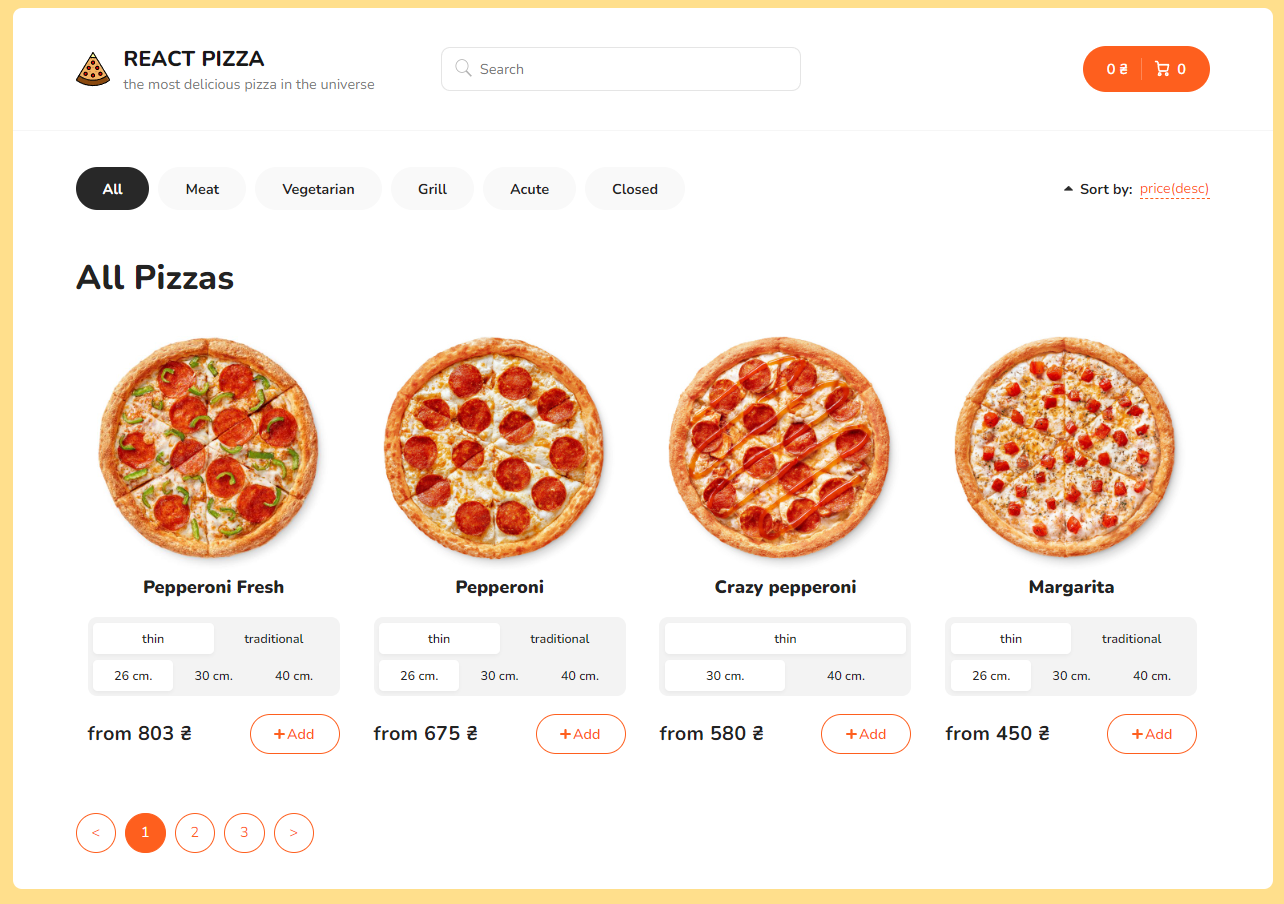 REACT PIZZA
the most delicious pizza in the universe
Search
0 ₴ 0
All Meat Vegetarian Grill Acute Closed
Sort by: price(desc)
All Pizzas
Pepperoni Fresh Pepperoni Crazy pepperoni Margarita
thin traditional thin traditional thin thin traditional
26 cm. 30 cm. 40 cm. 26 cm. 30 cm. 40 cm. 30 cm. 40 cm. 26 cm. 30 cm. 40 cm.
from 803 ₴ +Add from 675 ₴ +Add from 580 ₴ +Add from 450 ₴ +Add
< 1 2 3 >